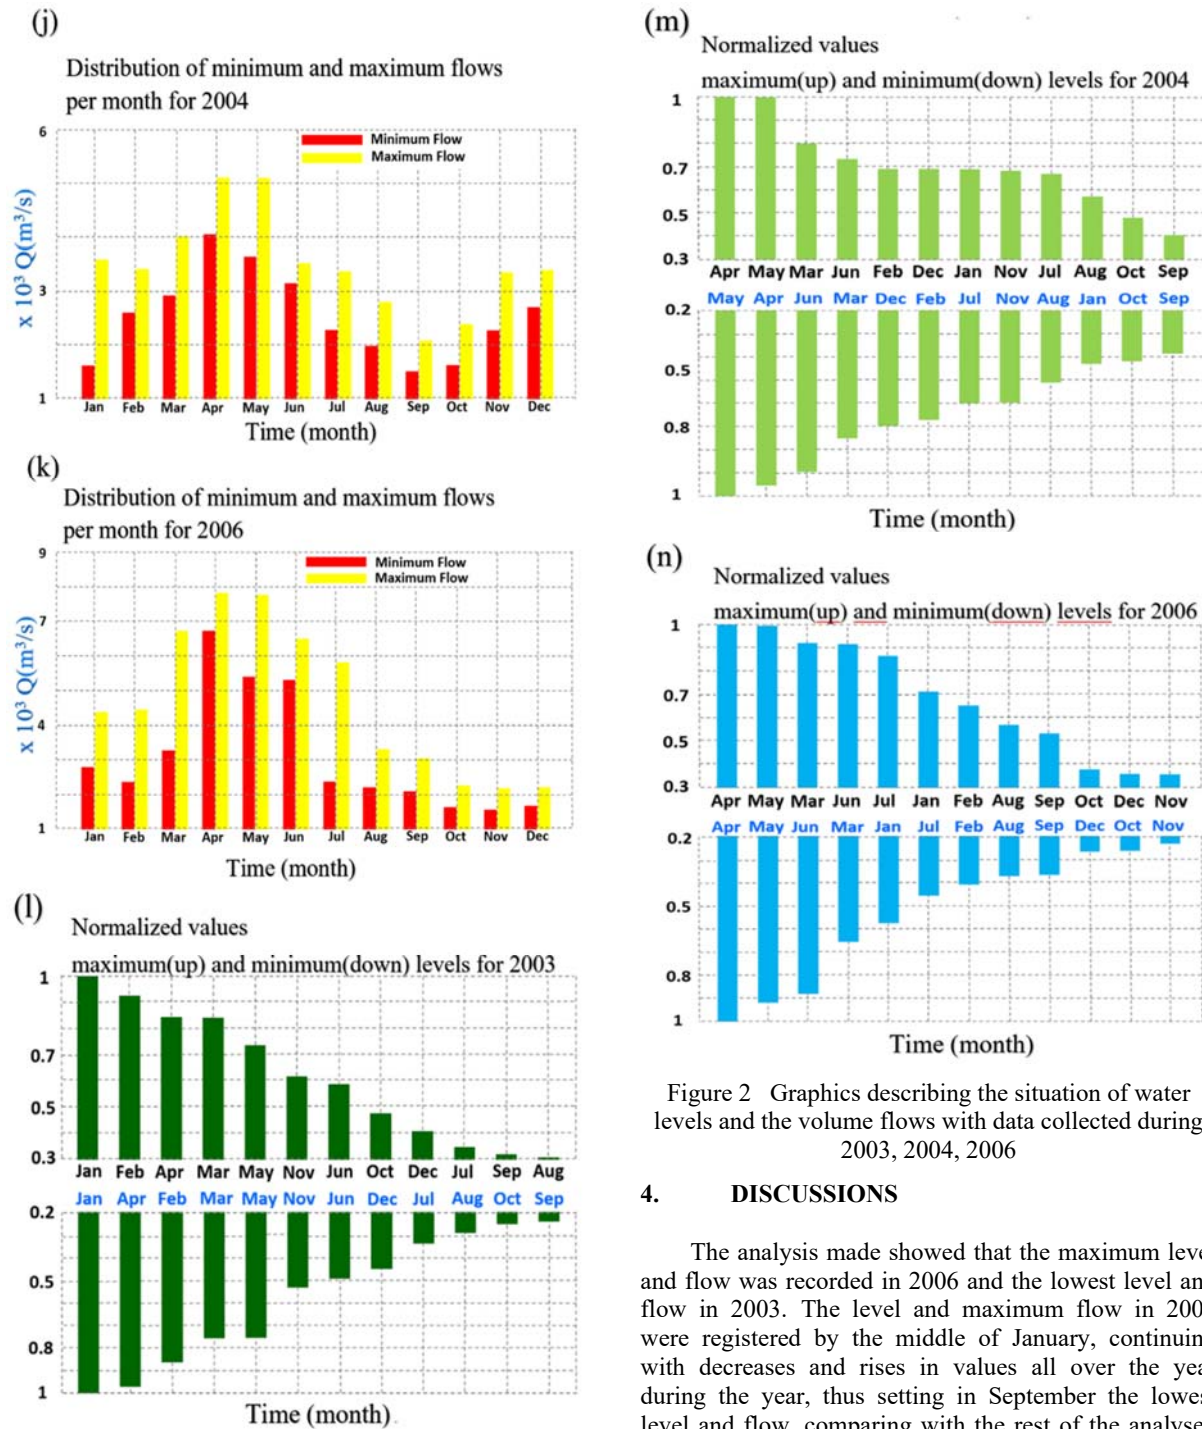 (j)
Distribution of minimum and maximum flows
per month for 2004
6
Minimum Flow
Maximum Flow
x 10³ Q(m³/s)
3
1
Jan Feb Mar Apr May Jun Jul Aug Sep Oct Nov Dec
Time (month)
(k)
Distribution of minimum and maximum flows
per month for 2006
9
Minimum Flow
Maximum Flow
7
x 10³ Q(m³/s)
4
1
Jan Feb Mar Apr May Jun Jul Aug Sep Oct Nov Dec
Time (month)
(l)
Normalized values
maximum(up) and minimum(down) levels for 2003
1
0.7
0.5
0.3
Jan Feb Apr Mar May Nov Jun Oct Dec Jul Sep Aug
Jan Apr Feb Mar May Nov Jun Dec Jul Aug Oct Sep
0.2
0.5
0.8
1
Time (month)
(m)
Normalized values
maximum(up) and minimum(down) levels for 2004
1
0.7
0.5
0.3
Apr May Mar Jun Feb Dec Jan Nov Jul Aug Oct Sep
May Apr Jun Mar Dec Feb Jul Nov Aug Jan Oct Sep
0.2
0.5
0.8
1
Time (month)
(n)
Normalized values
maximum(up) and minimum(down) levels for 2006
1
0.7
0.5
0.3
Apr May Mar Jun Jul Jan Feb Aug Sep Oct Dec Nov
Apr May Jun Mar Jan Jul Feb Aug Sep Dec Oct Nov
0.2
0.5
0.8
1
Time (month)
Figure 2 Graphics describing the situation of water
levels and the volume flows with data collected during
2003, 2004, 2006
4. DISCUSSIONS
The analysis made showed that the maximum leve
and flow was recorded in 2006 and the lowest level an
flow in 2003. The level and maximum flow in 200
were registered by the middle of January, continuin
with decreases and rises in values all over the yea
during the year, thus setting in September the lowes
level and flow, comparing with the rest of the analyse